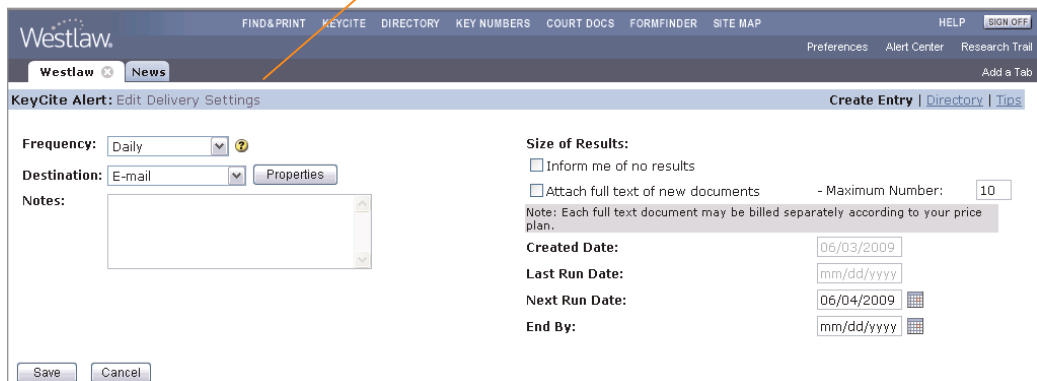 FIND&PRINT KEYCITE DIRECTORY KEY NUMBERS COURT DOCS FORMFINDER SITE MAP HELP SIGN OFF
Westlaw.
Preferences Alert Center Research Trail
Westlaw News Add a Tab
KeyCite Alert: Edit Delivery Settings Create Entry | Directory | Tips
Frequency: Daily ?
Destination: E-mail Properties
Notes:
Size of Results:
Inform me of no results
Attach full text of new documents - Maximum Number: 10
Note: Each full text document may be billed separately according to your price
plan.
Created Date: 06/03/2009
Last Run Date: mm/dd/yyyy
Next Run Date: 06/04/2009
End By: mm/dd/yyyy
Save Cancel